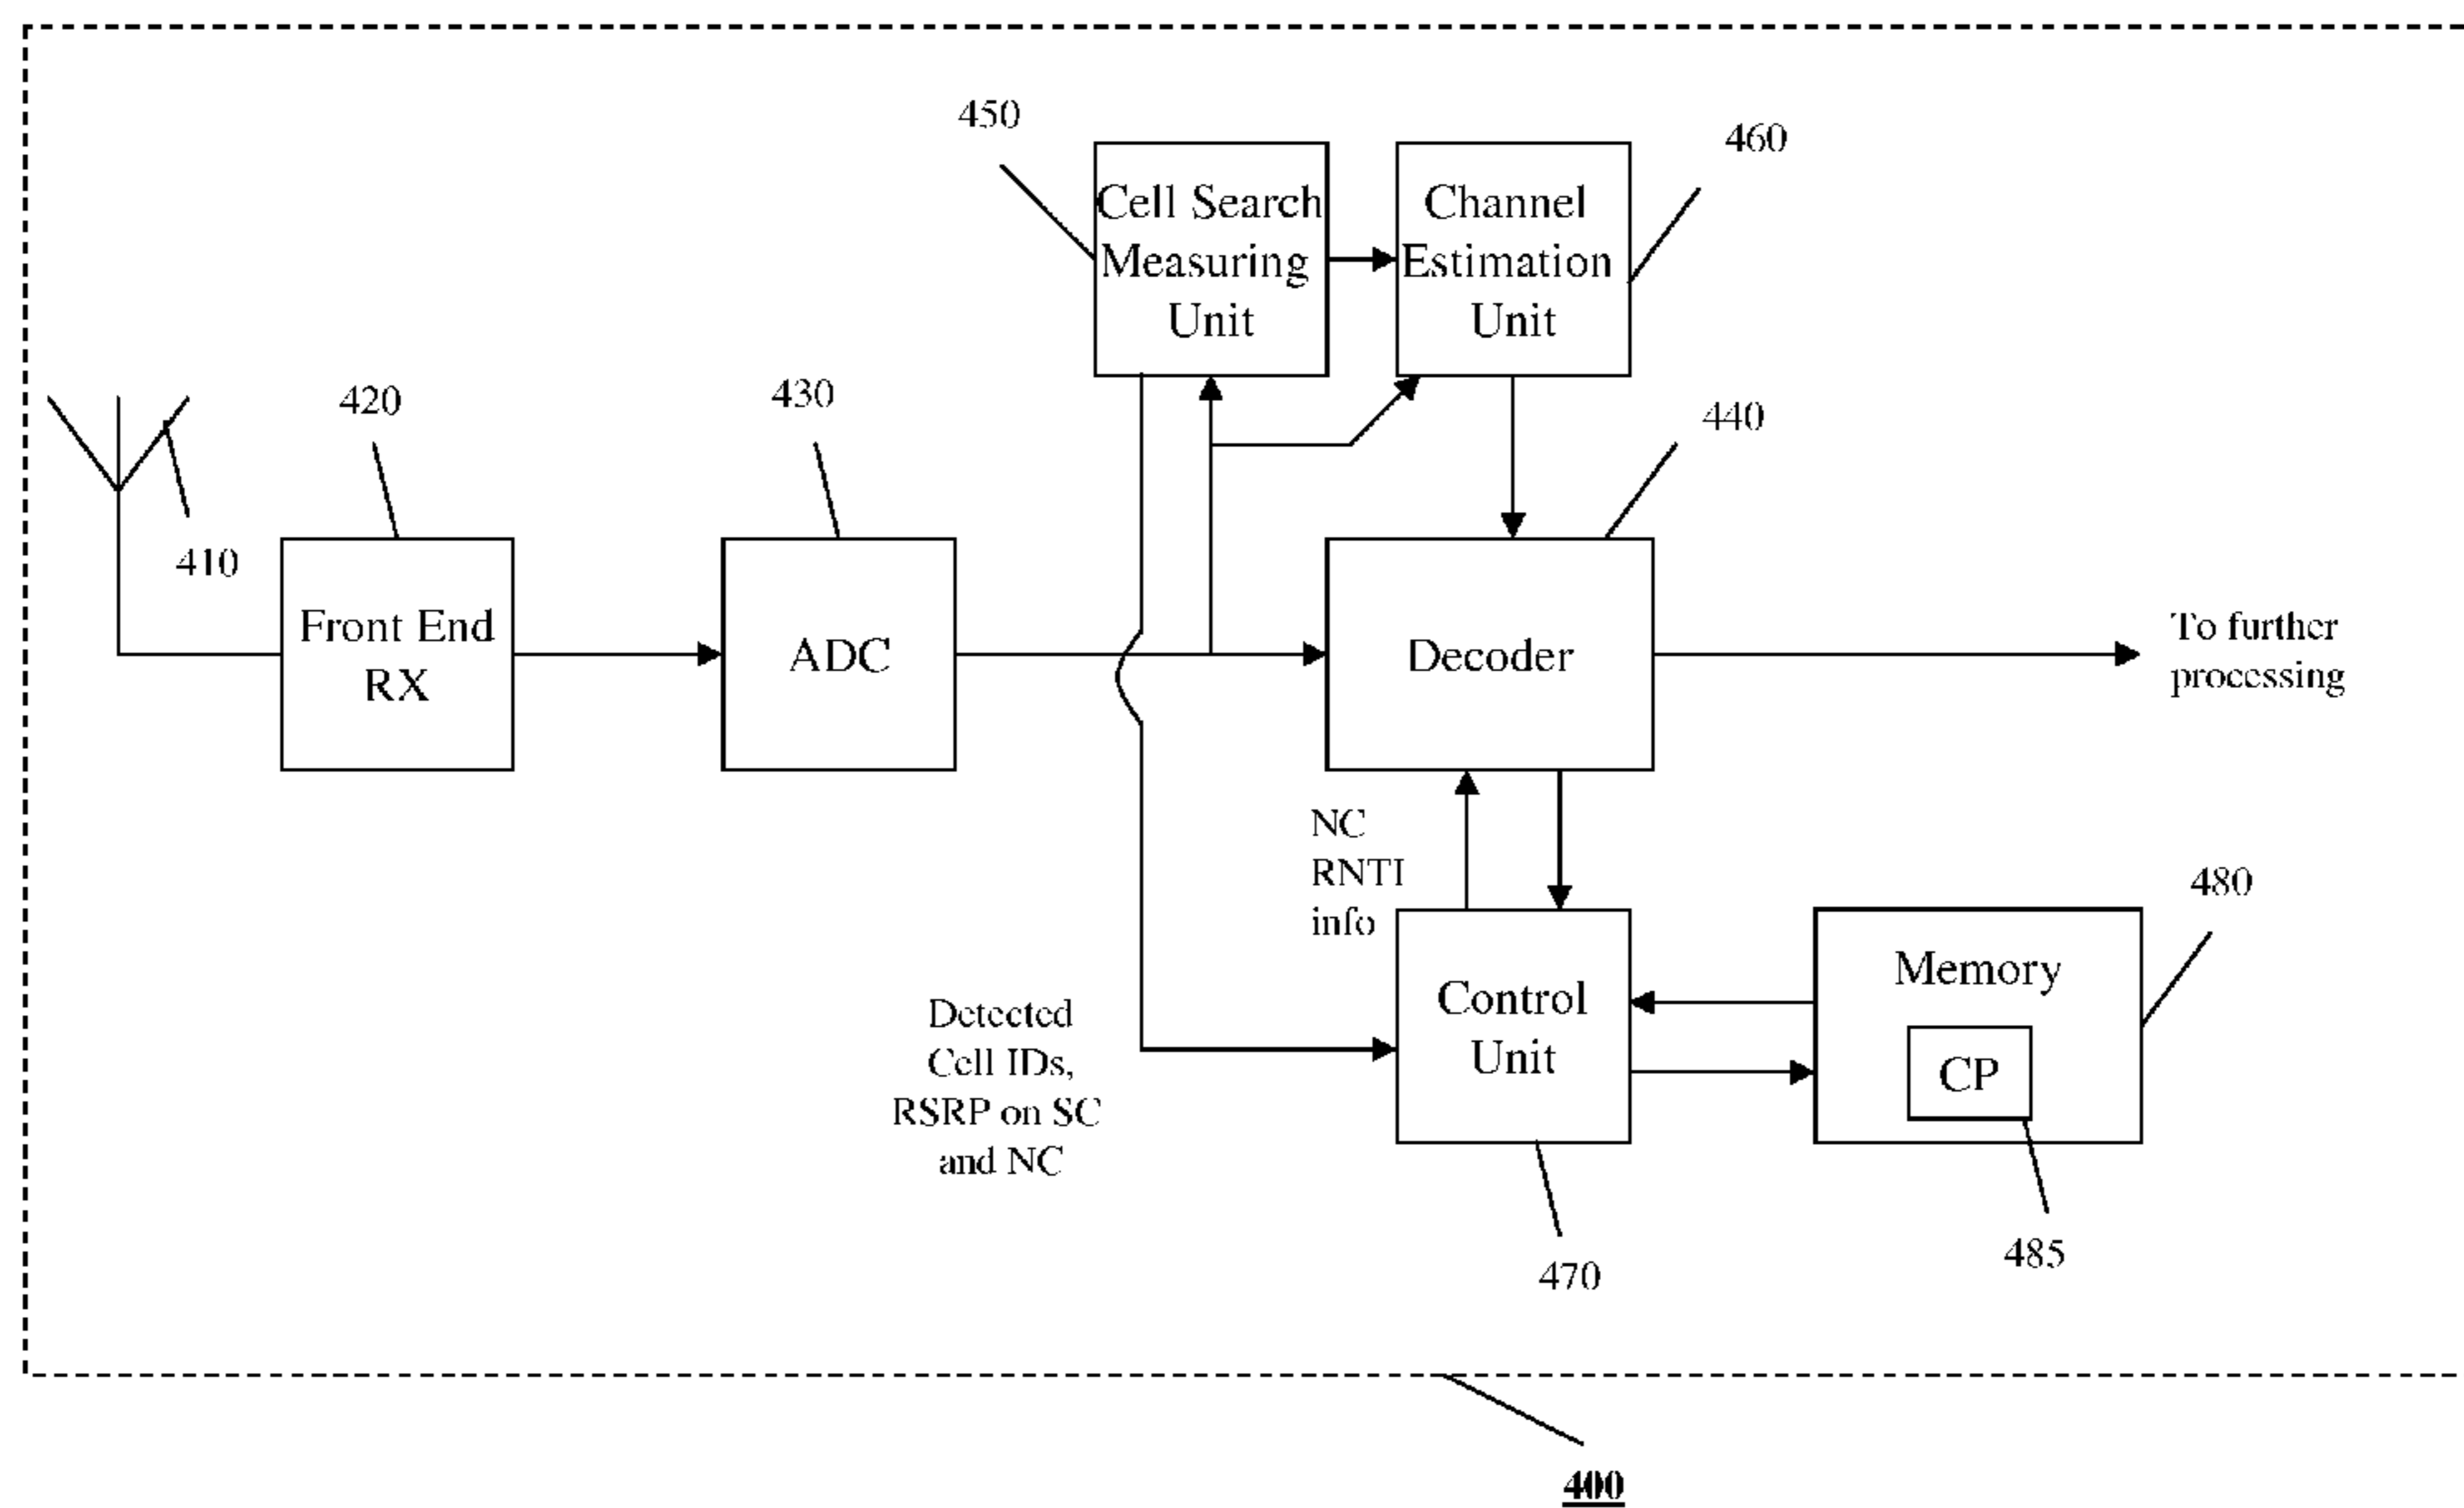 450
460
Cell Search
Measuring
Unit
Channel
Estimation
Unit
420
430
440
410
Front End
RX
ADC
Decoder
To further
processing
NC
RNTI
info
480
Detected
Cell IDs,
RSRP on SC
and NC
Control
Unit
Memory
CP
470
485
400